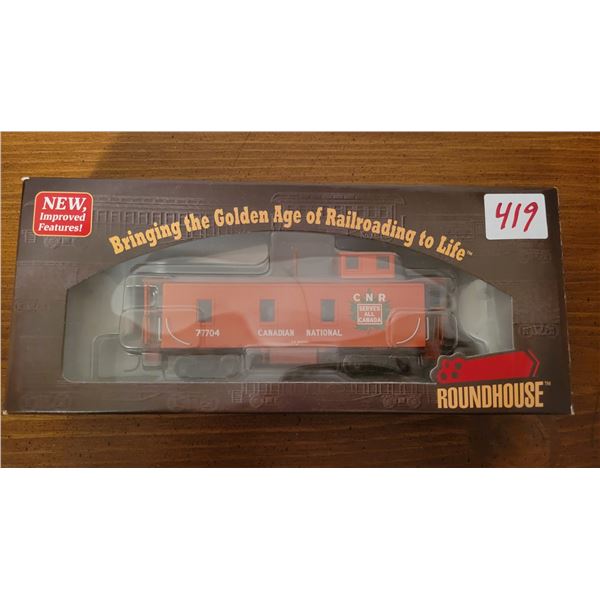 NEW,
Improved
Features!
Bringing the Golden Age of Railroading to Life™
419
CNR
SERVES
ALL
CANADA
77704
CANADIAN NATIONAL
ROUNDHOUSE™